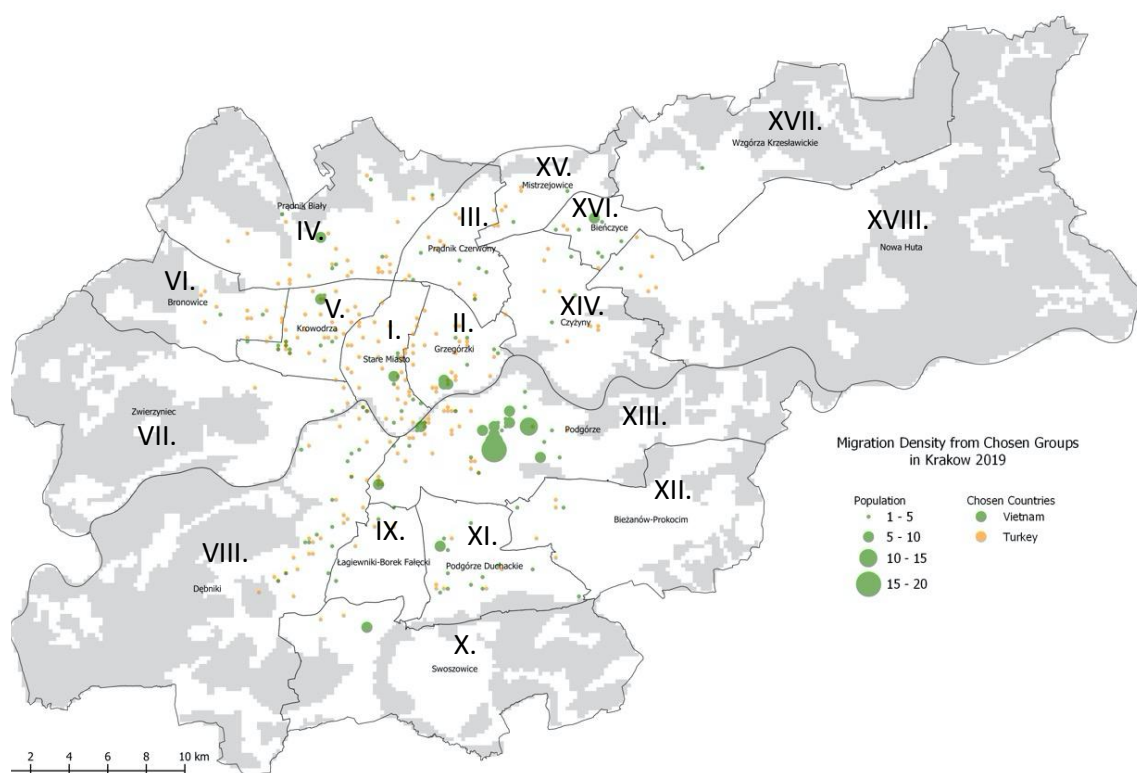 XVII.
Wzgórza Krzesławickie
XV.
Mistrzejowice
Prądnik Biały
IV.
III.
Prądnik Czerwony
XVI.
Bieńczyce
XVIII.
Nowa Huta
VI.
Bronowice
V.
Krowodrza
I.
Stare Miasto
II.
Grzegórzki
XIV.
Czyżyny
Zwierzyniec
VII.
XIII.
Podgórze
XII.
Bieżanów-Prokocim
VIII.
Dębniki
IX.
Łagiewniki-Borek Fałęcki
XI.
Podgórze Duchackie
X.
Swoszowice
Migration Density from Chosen Groups
in Krakow 2019
Population
1 - 5
5 - 10
10 - 15
15 - 20
Chosen Countries
Vietnam
Turkey
2 4 6 8 10 km